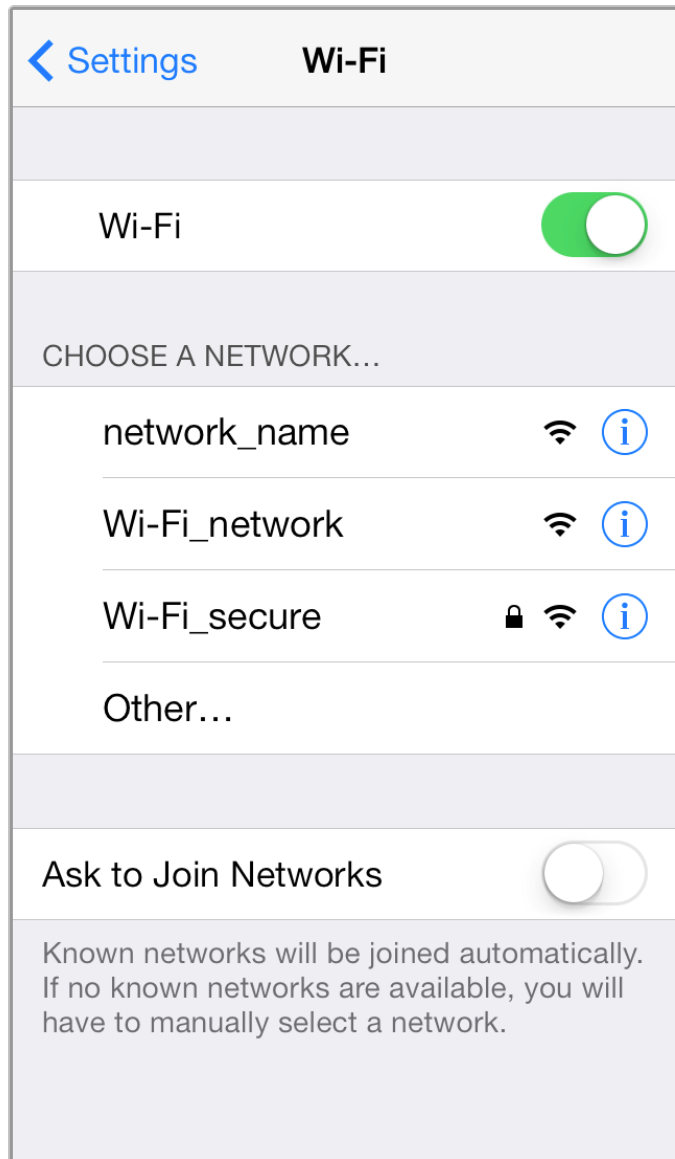 Settings Wi-Fi
Wi-Fi
CHOOSE A NETWORK...
network_name
Wi-Fi_network
Wi-Fi_secure
Other...
Ask to Join Networks
Known networks will be joined automatically.
If no known networks are available, you will
have to manually select a network.